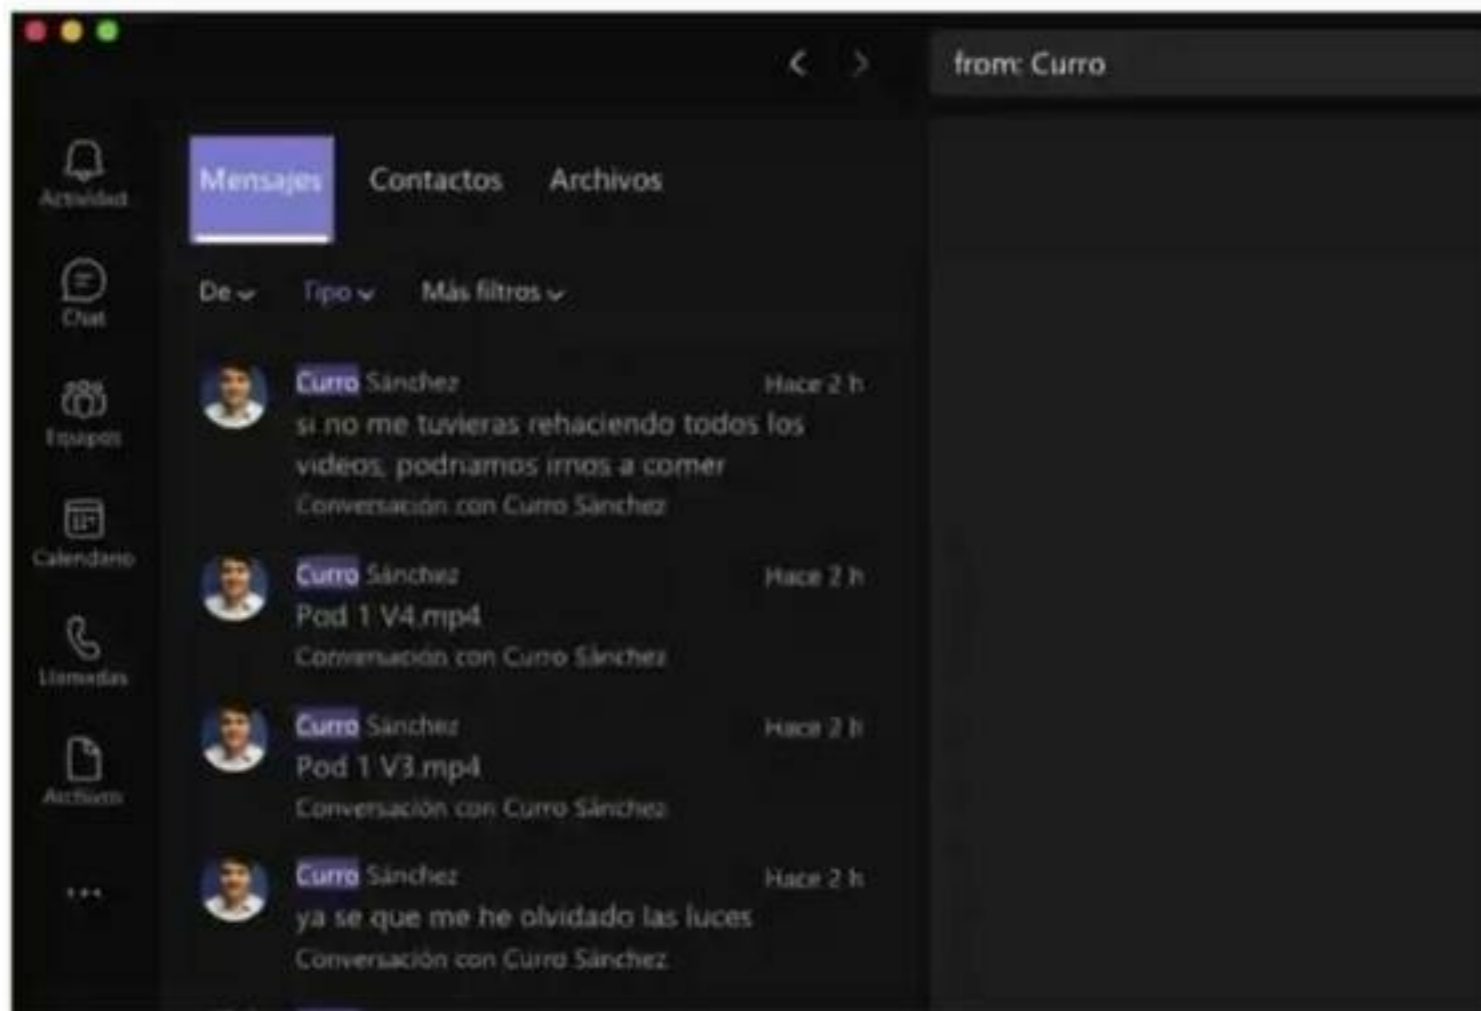 from: Curro
Mensajes Contactos Archivos
Actividad
De Tipo Más filtros
Chat
Curro Sánchez Hace 2 h
si no me tuvieras rehaciendo todos los
videos, podriamos irnos a comer
Conversación con Curro Sánchez
Equipos
Calendario
Curro Sánchez Hace 2 h
Pod 1 V4.mp4
Conversación con Curro Sánchez
Llamadas
Curro Sánchez Hace 2 h
Pod 1 V3.mp4
Conversación con Curro Sánchez
Archivos
Curro Sánchez Hace 2 h
ya se que me he olvidado las luces
Conversación con Curro Sánchez